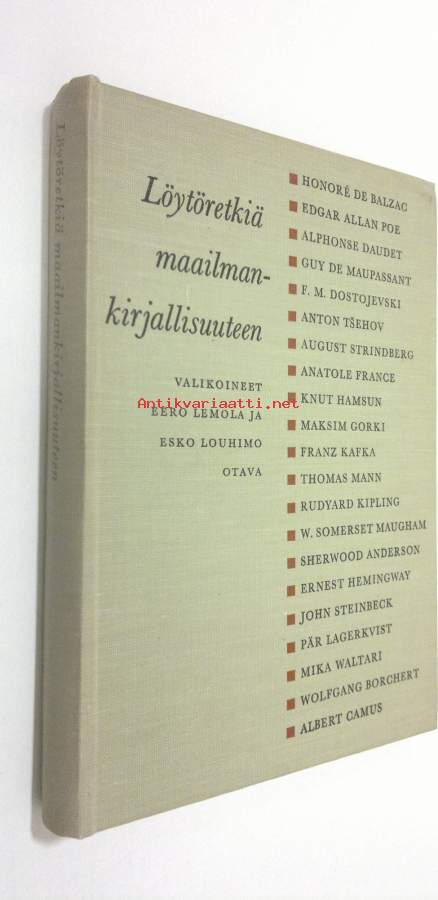 Löytöretkiä maailmankirjallisuuteen
Löytöretkiä
maailman-
kirjallisuuteen
VALIKOINEET
EERO LEMOLA JA
ESKO LOUHIMO
OTAVA
HONORÉ DE BALZAC
EDGAR ALLAN POE
ALPHONSE DAUDET
GUY DE MAUPASSANT
F. M. DOSTOJEVSKI
ANTON TŠEHOV
AUGUST STRINDBERG
ANATOLE FRANCE
KNUT HAMSUN
MAKSIM GORKI
FRANZ KAFKA
THOMAS MANN
RUDYARD KIPLING
W. SOMERSET MAUGHAM
SHERWOOD ANDERSON
ERNEST HEMINGWAY
JOHN STEINBECK
PÄR LAGERKVIST
MIKA WALTARI
WOLFGANG BORCHERT
ALBERT CAMUS
Antikvariaatti.net